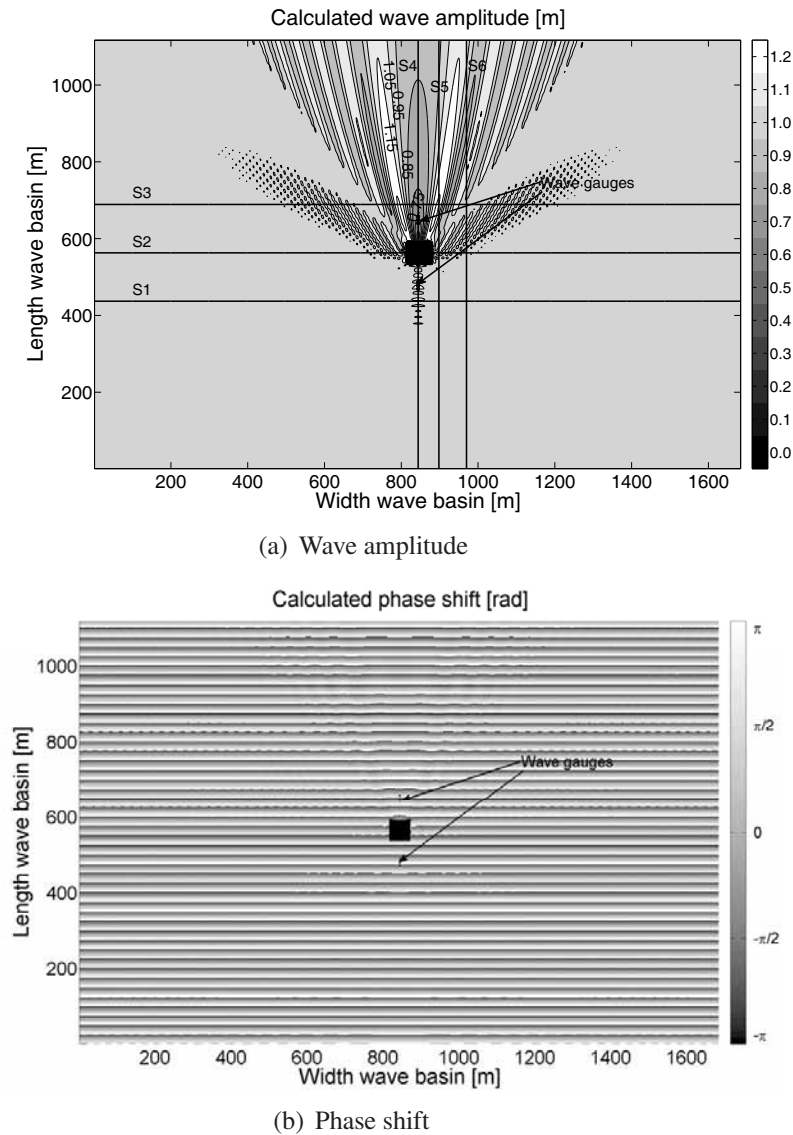 Calculated wave amplitude [m]
Length wave basin [m]
1000
800
600
400
200
S4
S5
S6
1.05
0.95
1.15
0.85
Wave gauges
S3
S2
S1
200
400
600
800
1000
1200
1400
1600
Width wave basin [m]
1.2
1.1
1.0
0.9
0.8
0.7
0.6
0.5
0.4
0.3
0.2
0.1
0.0
(a) Wave amplitude
Calculated phase shift [rad]
Length wave basin [m]
1000
800
600
400
200
Wave gauges
200
400
600
800
1000
1200
1400
1600
Width wave basin [m]
π
π/2
0
-π/2
-π
(b) Phase shift